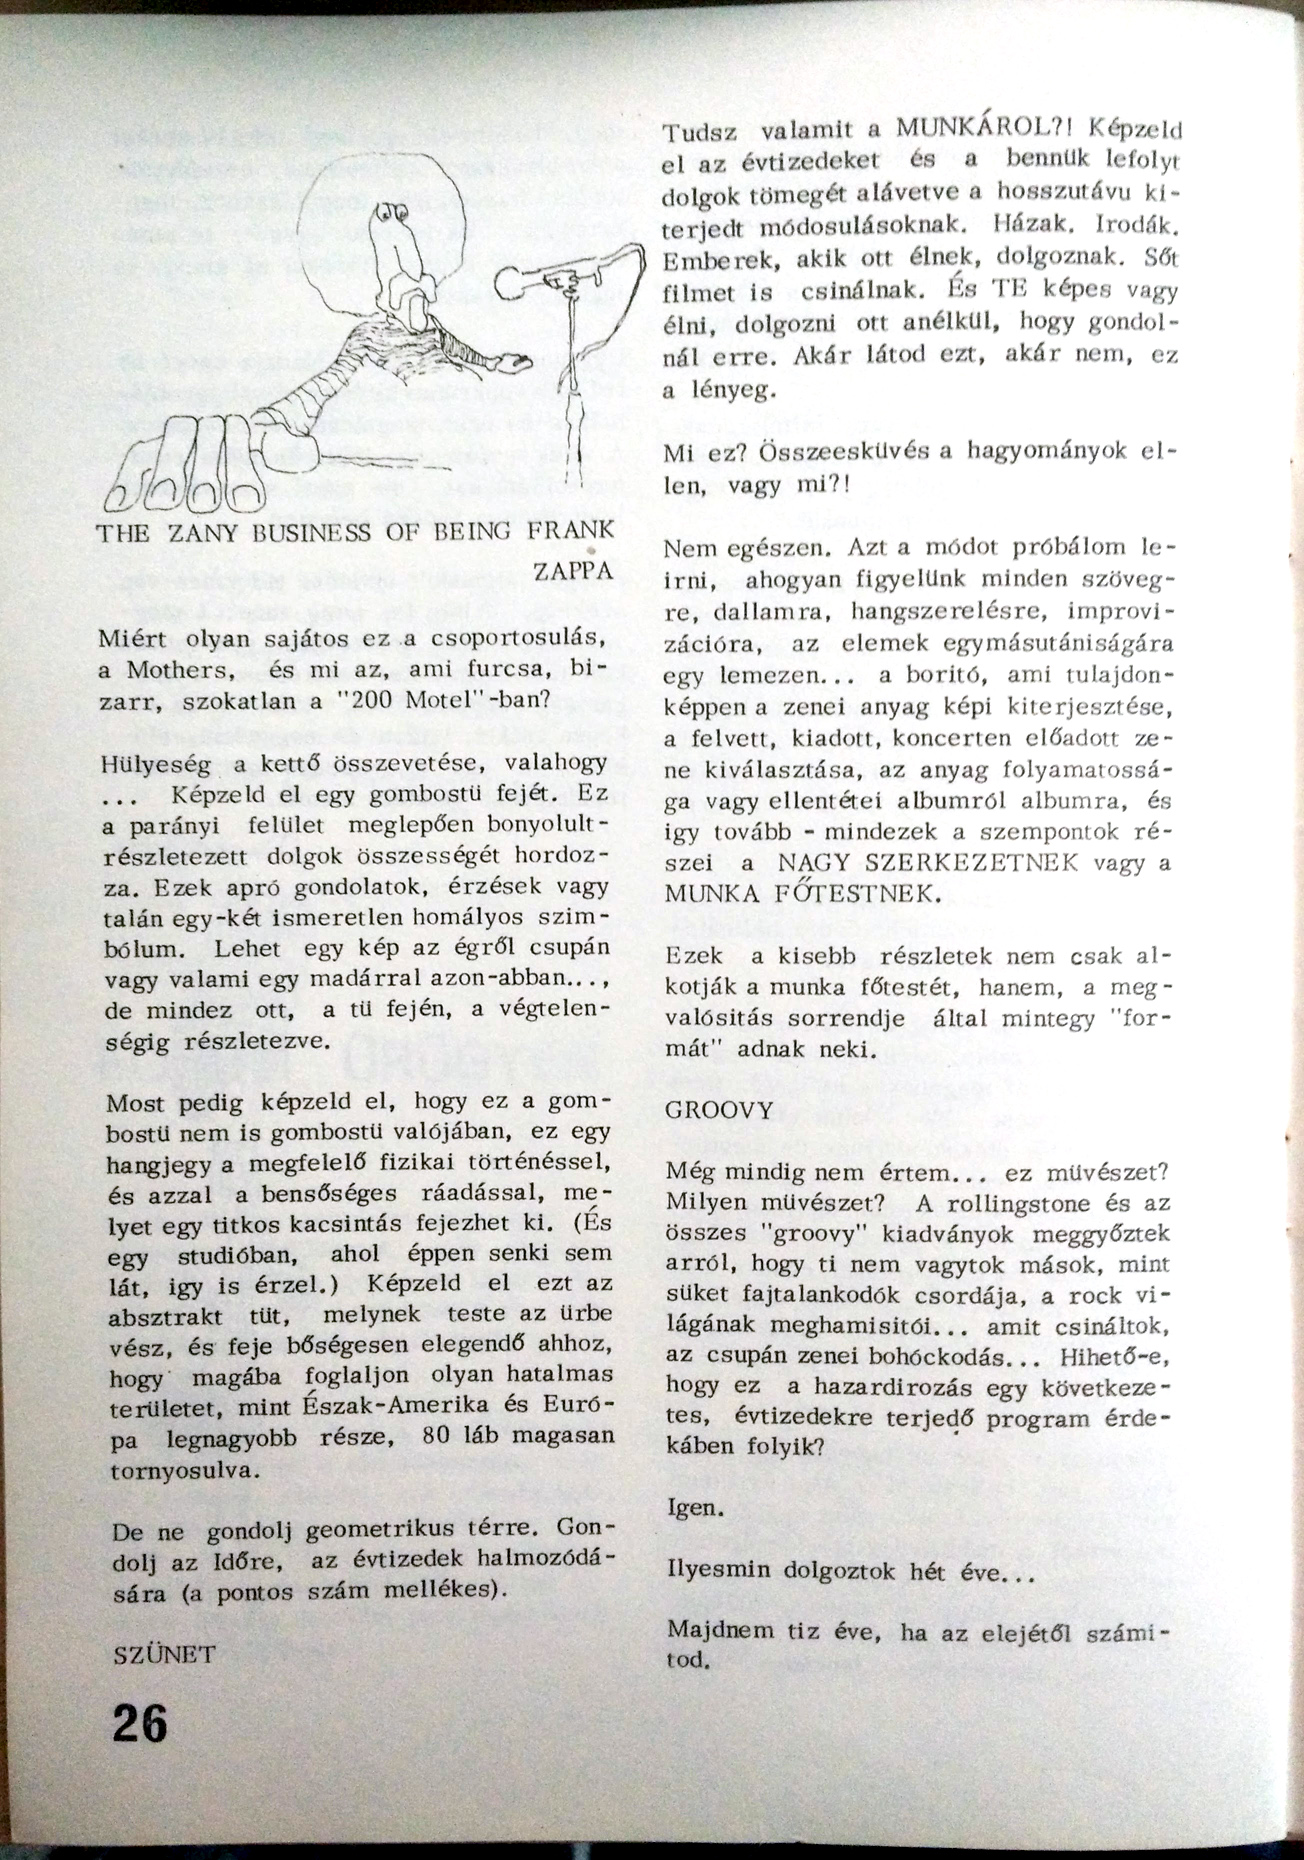 THE ZANY BUSINESS OF BEING FRANK
ZAPPA
Miért olyan sajátos ez a csoportosulás,
a Mothers, és mi az, ami furcsa, bi-
zarr, szokatlan a "200 Motel"-ban?
Hülyeség a kettő összevetése, valahogy
... Képzeld el egy gombostü fejét. Ez
a parányi felület meglepően bonyolult-
részletezett dolgok összességét hordoz-
za. Ezek apró gondolatok, érzések vagy
talán egy-két ismeretlen homályos szim-
bólum. Lehet egy kép az égről csupán
vagy valami egy madárral azon-abban...,
de mindez ott, a tü fején, a végtelen-
ségig részletezve.
Most pedig képzeld el, hogy ez a gom-
bostü nem is gombostü valójában, ez egy
hangjegy a megfelelő fizikai történéssel,
és azzal a bensőséges ráadással, me-
lyet egy titkos kacsintás fejezhet ki. (És
egy studióban, ahol éppen senki sem
lát, igy is érzel.) Képzeld el ezt az
absztrakt tüt, melynek teste az ürbe
vész, és feje bőségesen elegendő ahhoz,
hogy magába foglaljon olyan hatalmas
területet, mint Észak-Amerika és Euró-
pa legnagyobb része, 80 láb magasan
tornyosulva.
De ne gondolj geometrikus térre. Gon-
dolj az Időre, az évtizedek halmozódá-
sára (a pontos szám mellékes).
SZÜNET
26
Tudsz valamit a MUNKÁROL?! Képzeld
el az évtizedeket és a bennük lefolyt
dolgok tömegét alávetve a hosszutávu ki-
terjedt módosulásoknak. Házak. Irodák.
Emberek, akik ott élnek, dolgoznak. Sőt
filmet is csinálnak. És TE képes vagy
élni, dolgozni ott anélkül, hogy gondol-
nál erre. Akár látod ezt, akár nem, ez
a lényeg.
Mi ez? Összeesküvés a hagyományok el-
len, vagy mi?!
Nem egészen. Azt a módot próbálom le-
irni, ahogyan figyelünk minden szöveg-
re, dallamra, hangszerelésre, improvi-
zációra, az elemek egymásutániságára
egy lemezen... a boritó, ami tulajdon-
képpen a zenei anyag képi kiterjesztése,
a felvett, kiadott, koncerten előadott ze-
ne kiválasztása, az anyag folyamatossá-
ga vagy ellentétei albumról albumra, és
igy tovább - mindezek a szempontok ré-
szei a NAGY SZERKEZETNEK vagy a
MUNKA FŐTESTNEK.
Ezek a kisebb részletek nem csak al-
kotják a munka főtestét, hanem, a meg-
valósitás sorrendje által mintegy "for-
mát" adnak neki.
GROOVY
Még mindig nem értem... ez müvészet?
Milyen müvészet? A rollingstone és az
összes "groovy" kiadványok meggyőztek
arról, hogy ti nem vagytok mások, mint
süket fajtalankodók csordája, a rock vi-
lágának meghamisitói... amit csináltok,
az csupán zenei bohóckodás... Hihető-e,
hogy ez a hazardirozás egy következe-
tes, évtizedekre terjedő program érde-
kában folyik?
Igen.
Ilyesmin dolgoztok hét éve...
Majdnem tiz éve, ha az elejétől számi-
tod.